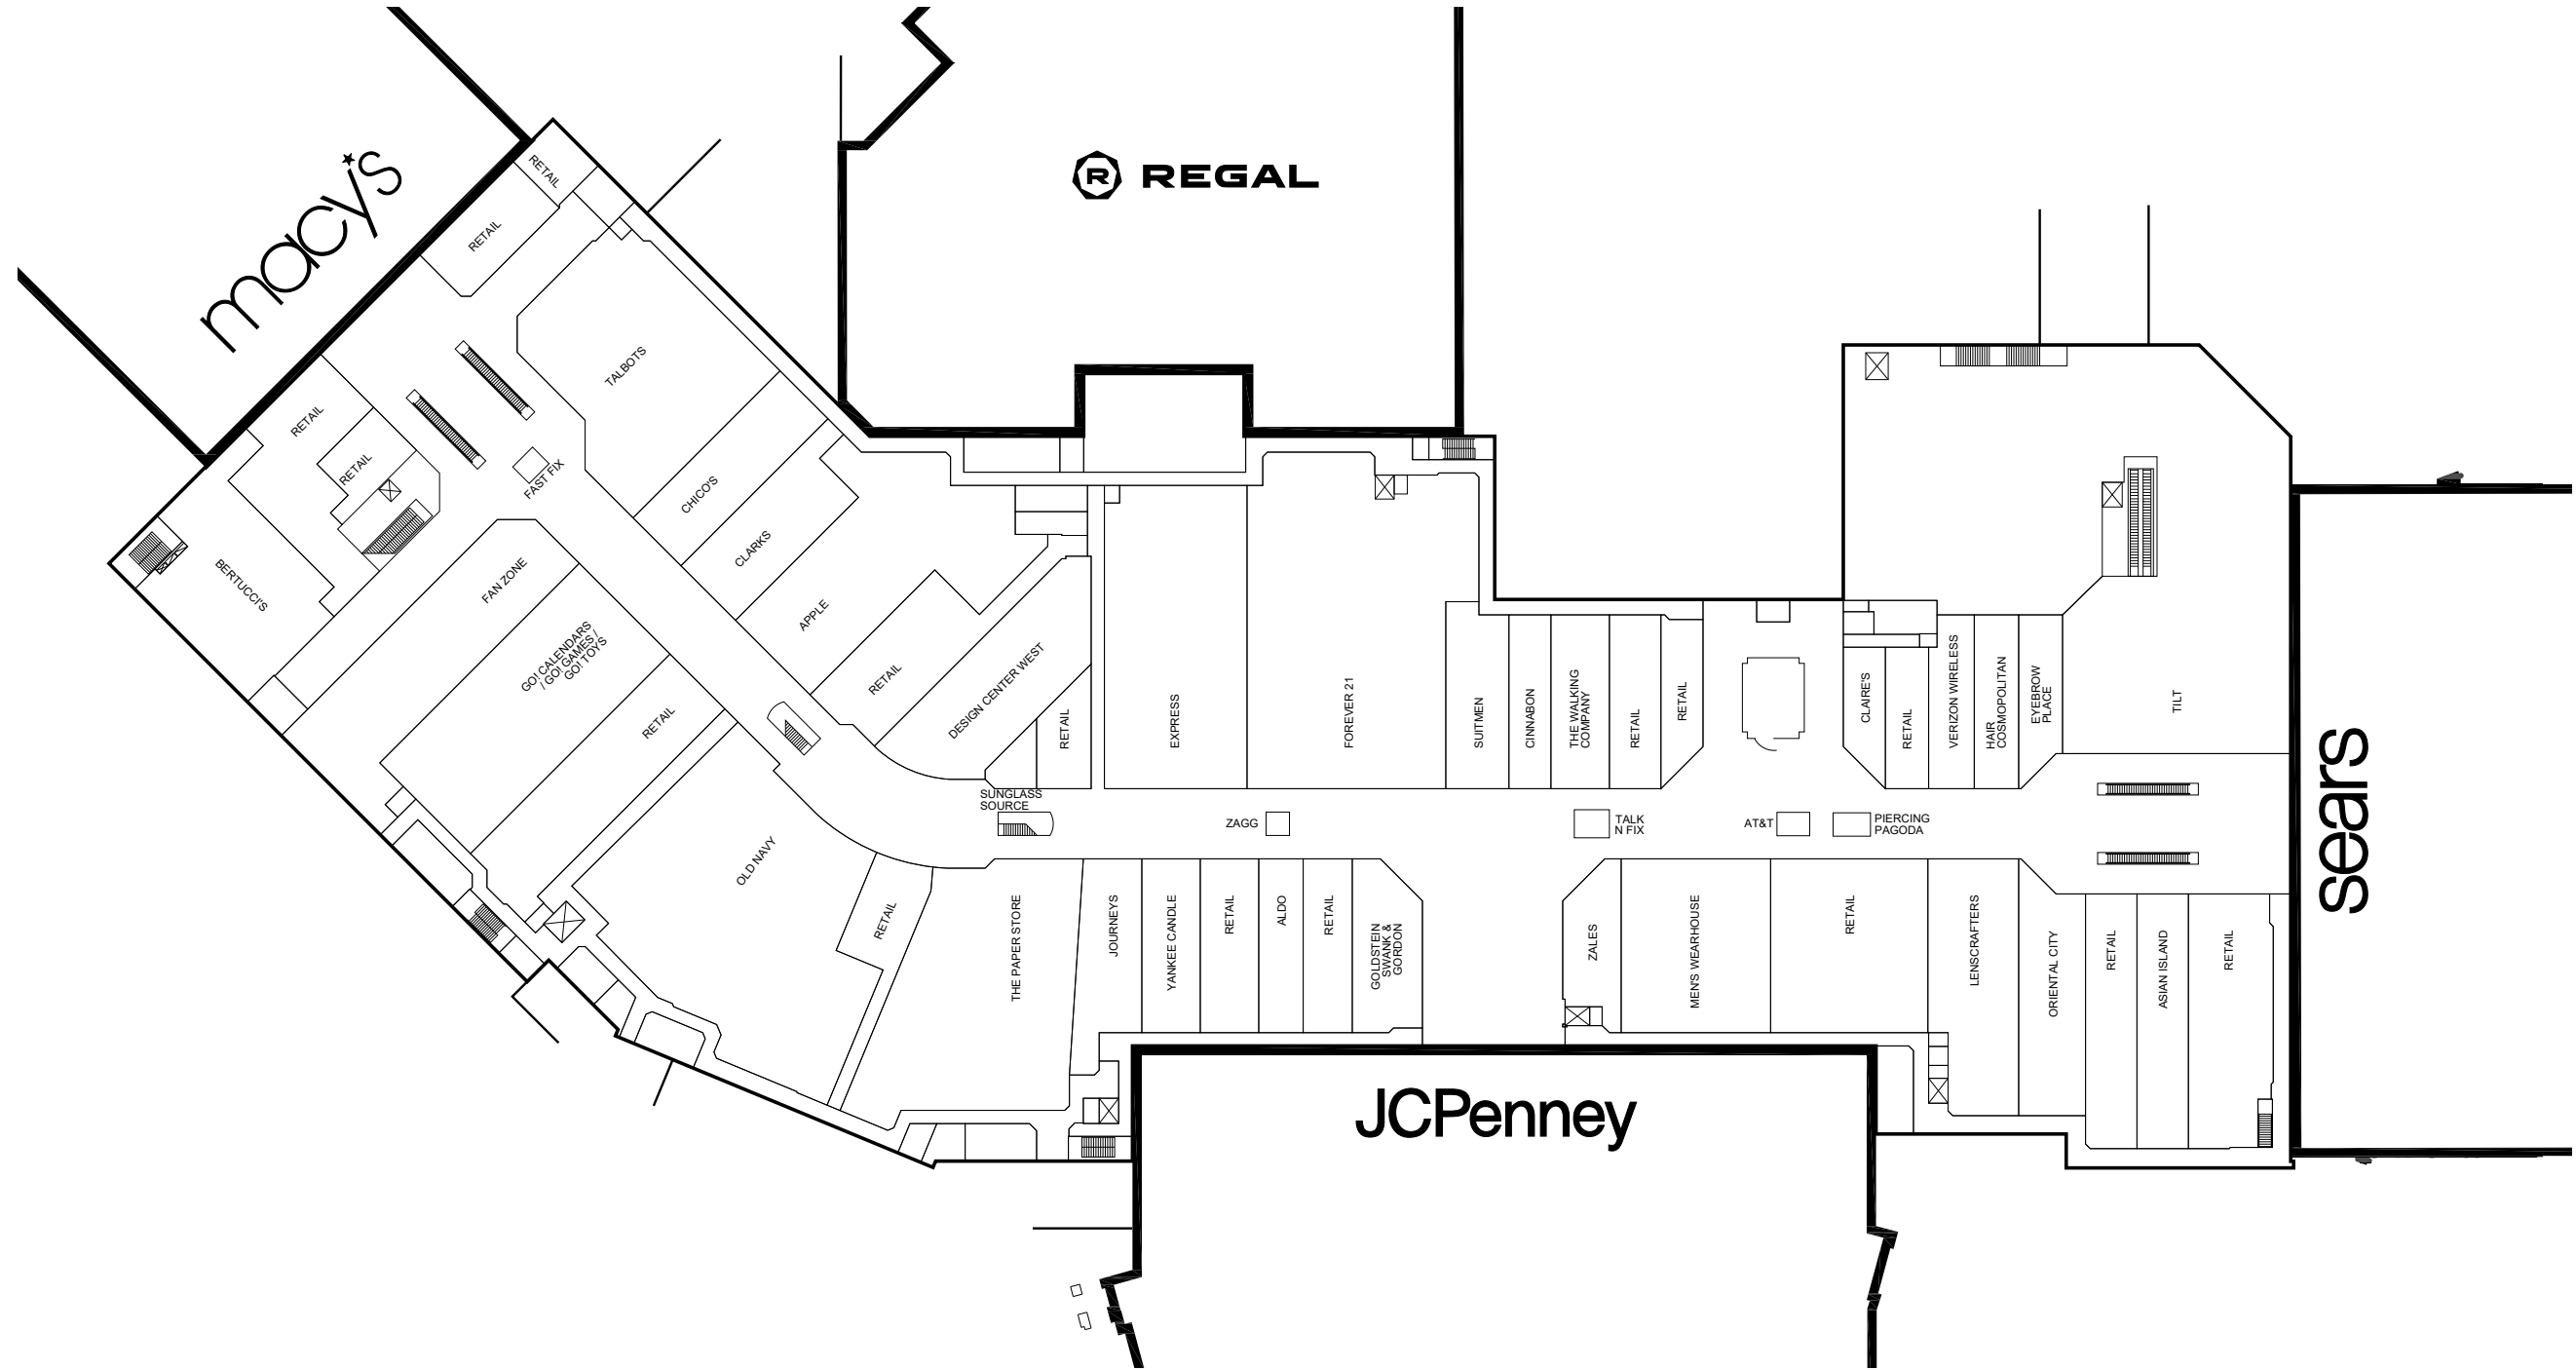 macy's
R REGAL
RETAIL
RETAIL
RETAIL
RETAIL
BERTUCCI'S
FAST FIX
TALBOTS
CHICO'S
CLARKS
APPLE
RETAIL
DESIGN CENTER WEST
RETAIL
FAN ZONE
GO! CALENDARS
/ GO! GAMES /
GO! TOYS
RETAIL
OLD NAVY
RETAIL
SUNGLASS
SOURCE
EXPRESS
FOREVER 21
SUITMEN
CINNABON
THE WALKING
COMPANY
RETAIL
RETAIL
CLAIRE'S
RETAIL
VERIZON WIRELESS
HAIR
COSMOPOLITAN
EYEBROW
PLACE
TILT
ZAGG
TALK
N FIX
AT&T
PIERCING
PAGODA
sears
THE PAPER STORE
JOURNEYS
YANKEE CANDLE
RETAIL
ALDO
RETAIL
GOLDSTEIN
SWANK &
GORDON
ZALES
MEN'S WEARHOUSE
RETAIL
LENSCRAFTERS
ORIENTAL CITY
RETAIL
ASIAN ISLAND
RETAIL
JCPenney